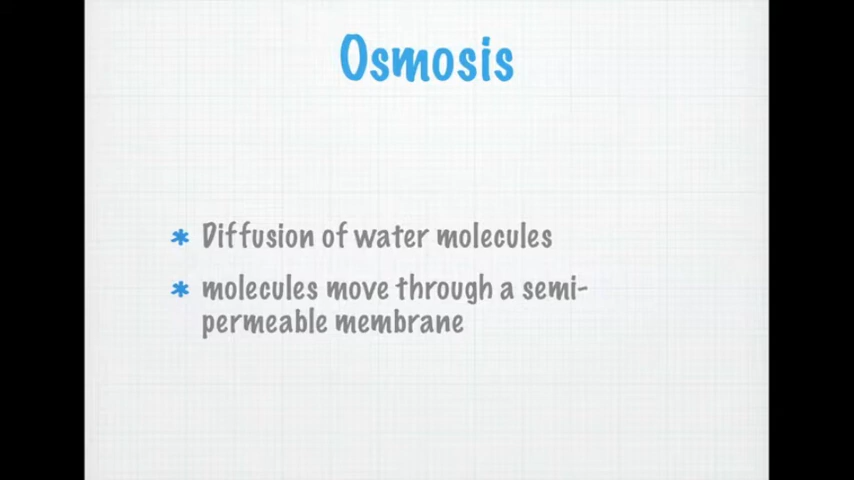 Osmosis
* Diffusion of water molecules
* molecules move through a semi-
permeable membrane